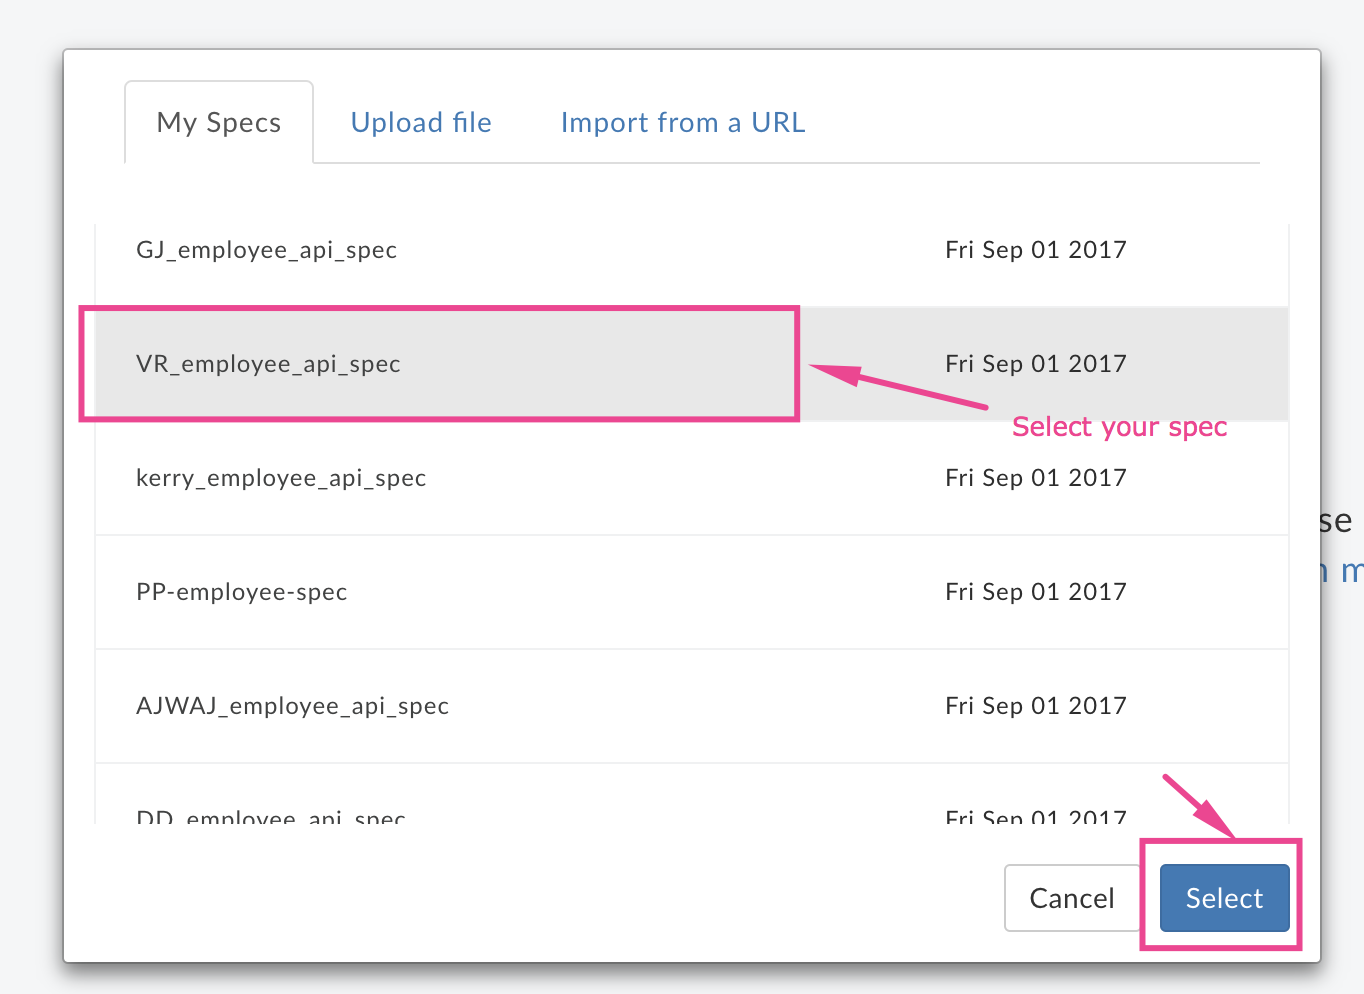 My Specs Upload file Import from a URL
GJ_employee_api_spec Fri Sep 01 2017
VR_employee_api_spec Fri Sep 01 2017
Select your spec
kerry_employee_api_spec Fri Sep 01 2017
se
PP-employee-spec Fri Sep 01 2017
AJWAJ_employee_api_spec Fri Sep 01 2017
DD_employee_api_spec Fri Sep 01 2017
Cancel Select